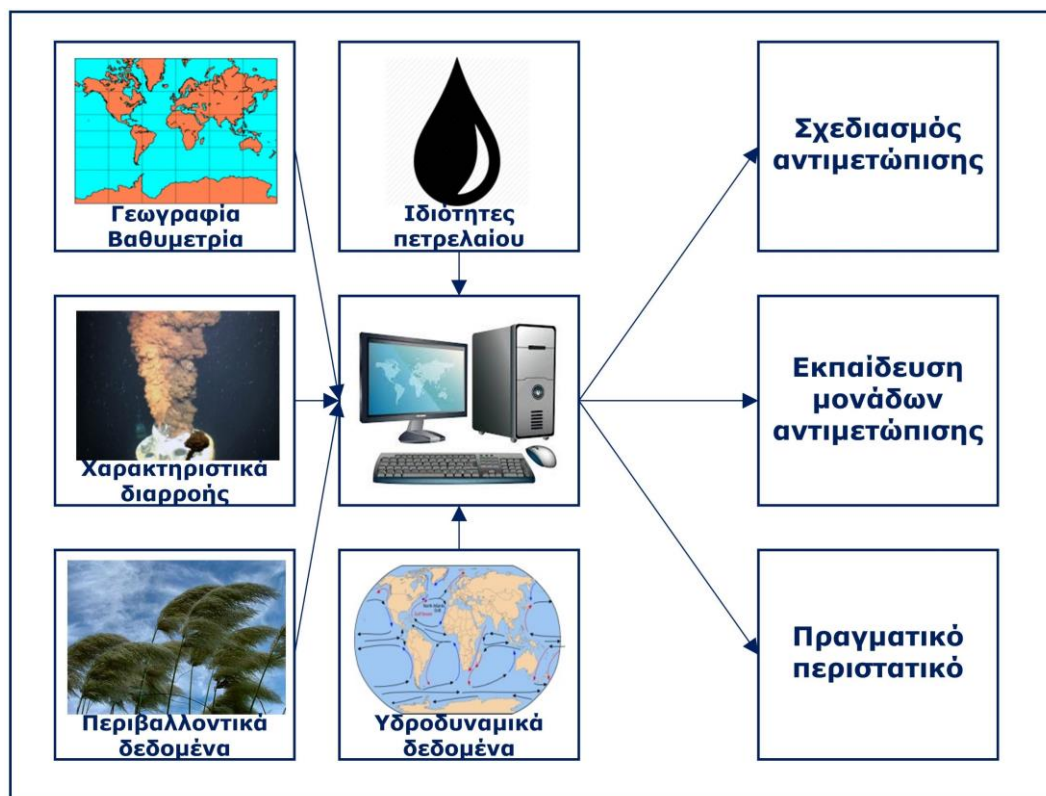 Γεωγραφία
Βαθυμετρία
Ιδιότητες
πετρελαίου
Σχεδιασμός
αντιμετώπισης
Χαρακτηριστικά
διαρροής
Εκπαίδευση
μονάδων
αντιμετώπισης
Περιβαλλοντικά
δεδομένα
Υδροδυναμικά
δεδομένα
Πραγματικό
περιστατικό